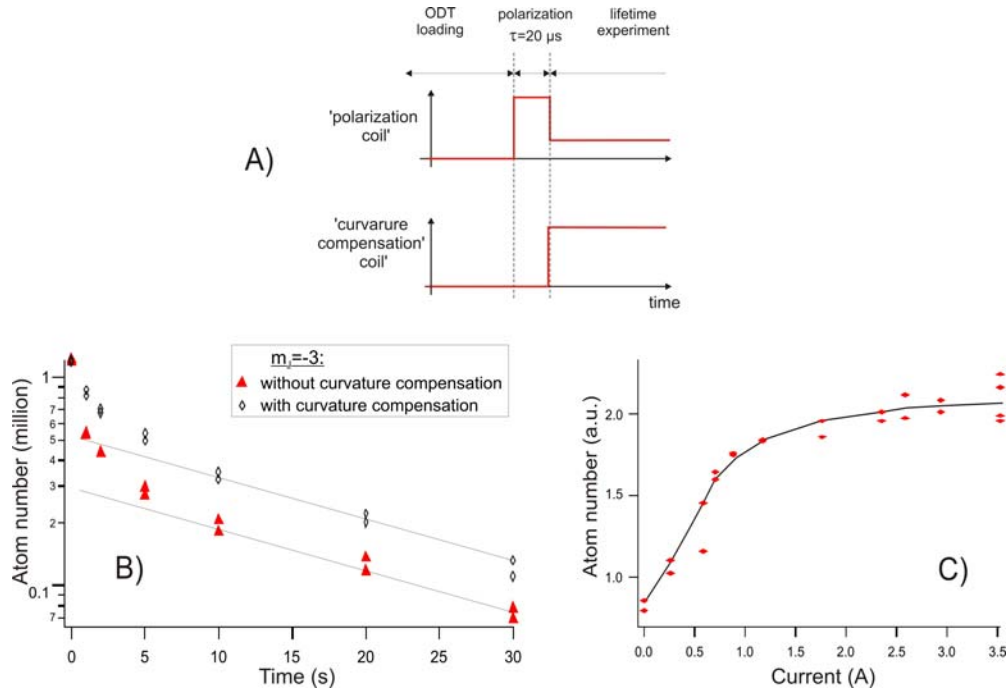 ODT loading
polarization τ=20 μs
lifetime experiment
'polarization coil'
A)
'curvarure compensation' coil'
time
Atom number (million)
1
7
6
5
4
3
2
0.1
7
0
5
10
15
20
25
30
Time (s)
B)
m_J=-3:
without curvature compensation
with curvature compensation
Atom number (a.u.)
2.0
1.5
1.0
0.0
0.5
1.0
1.5
2.0
2.5
3.0
3.5
Current (A)
C)